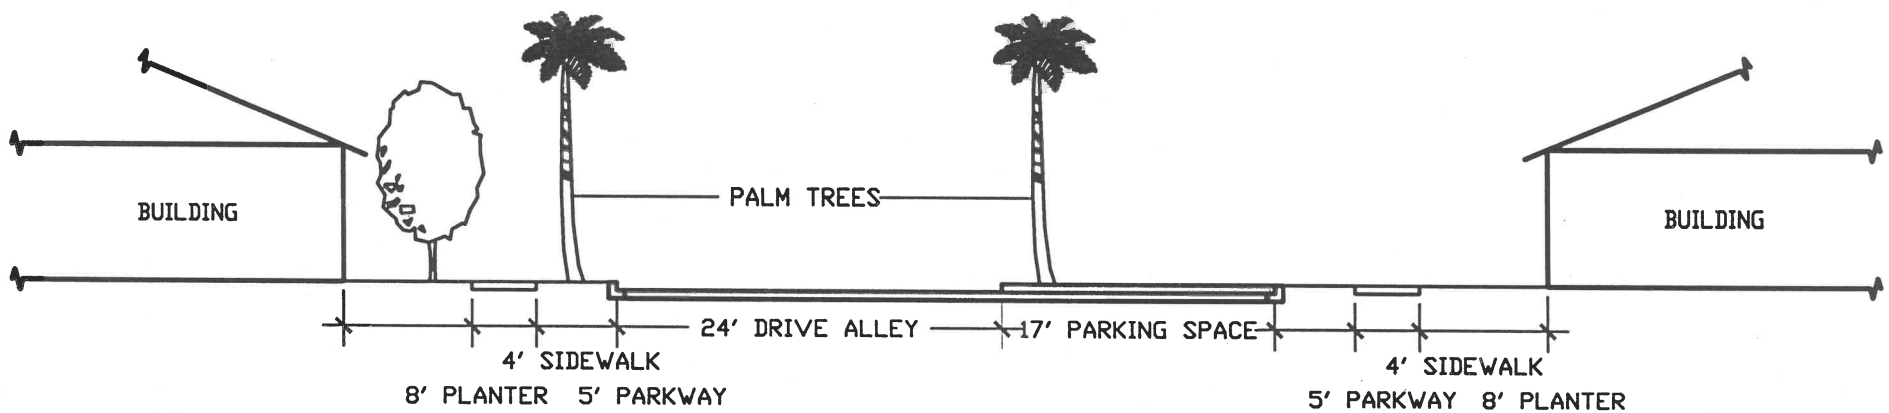 PALM TREES
BUILDING
BUILDING
24' DRIVE ALLEY
17' PARKING SPACE
4' SIDEWALK
4' SIDEWALK
8' PLANTER 5' PARKWAY
5' PARKWAY 8' PLANTER